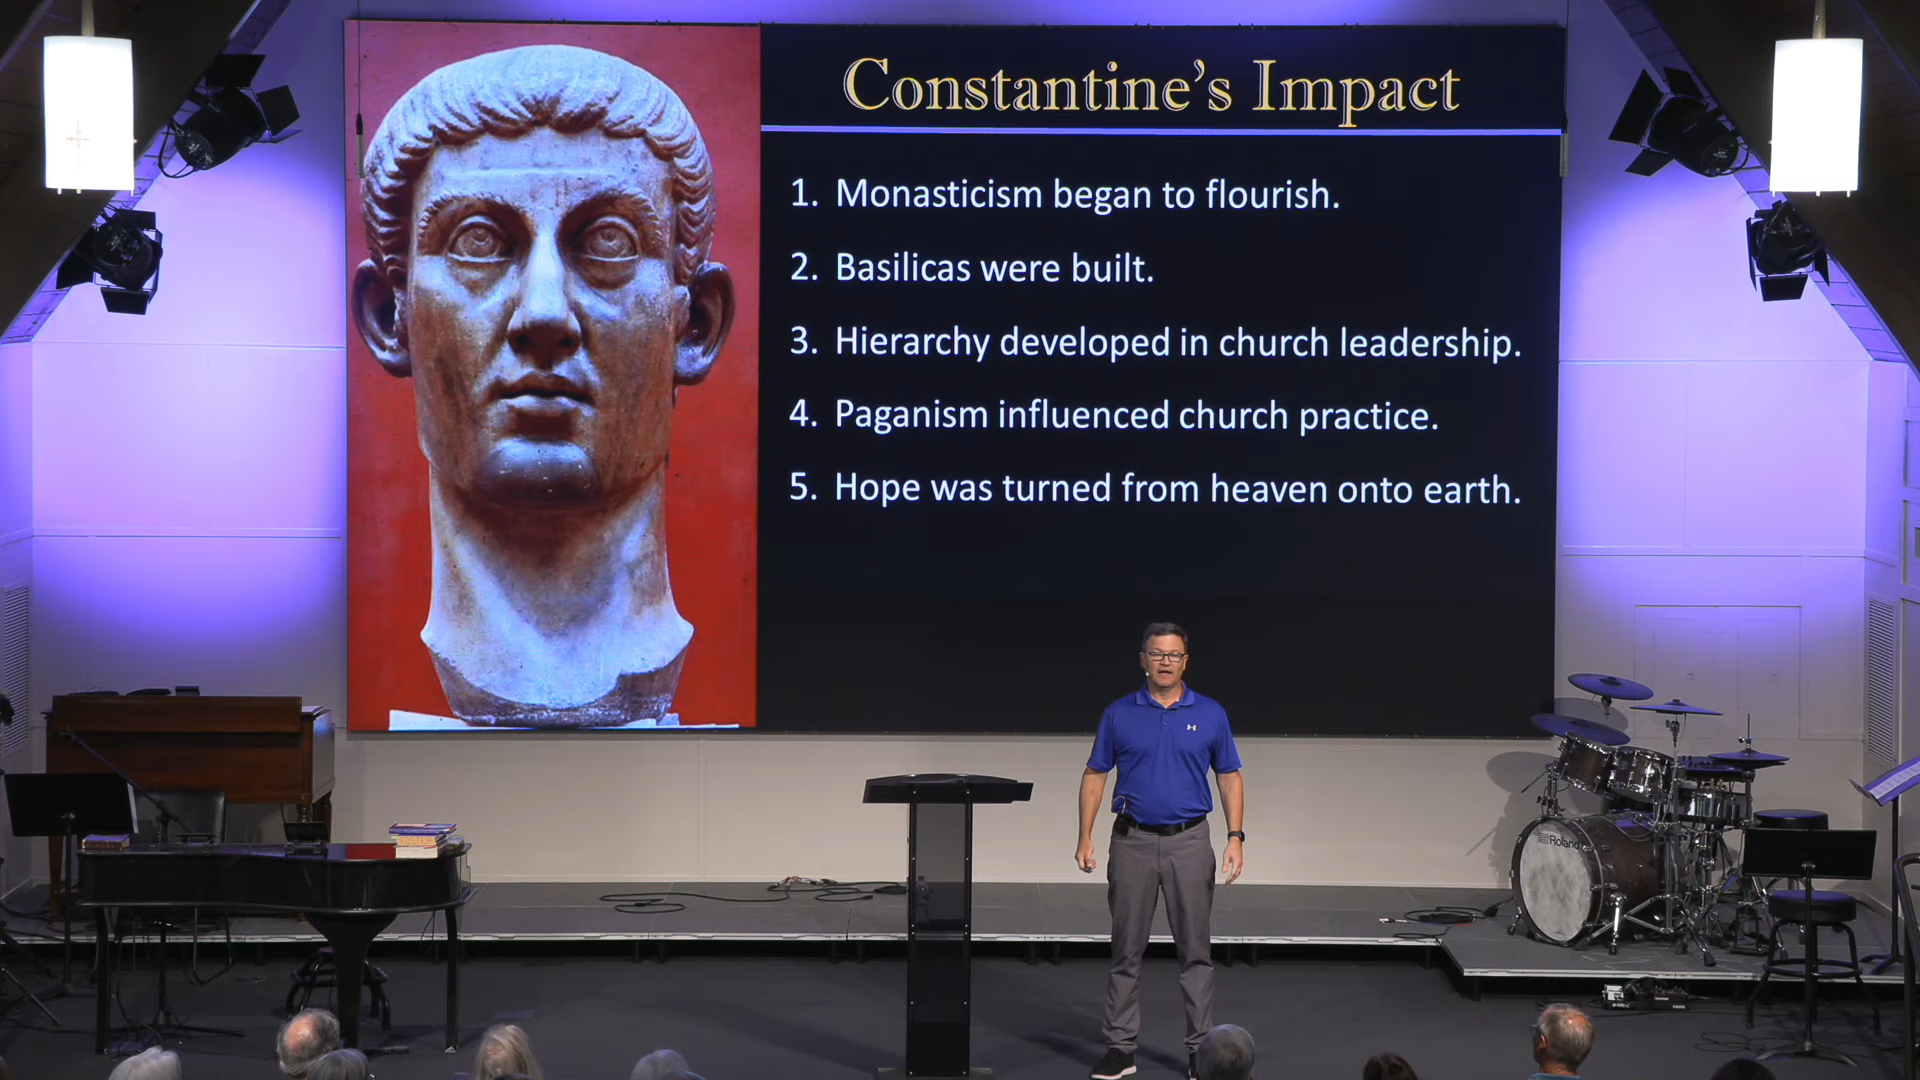 Constantine's Impact
1. Monasticism began to flourish.
2. Basilicas were built.
3. Hierarchy developed in church leadership.
4. Paganism influenced church practice.
5. Hope was turned from heaven onto earth.
Roland